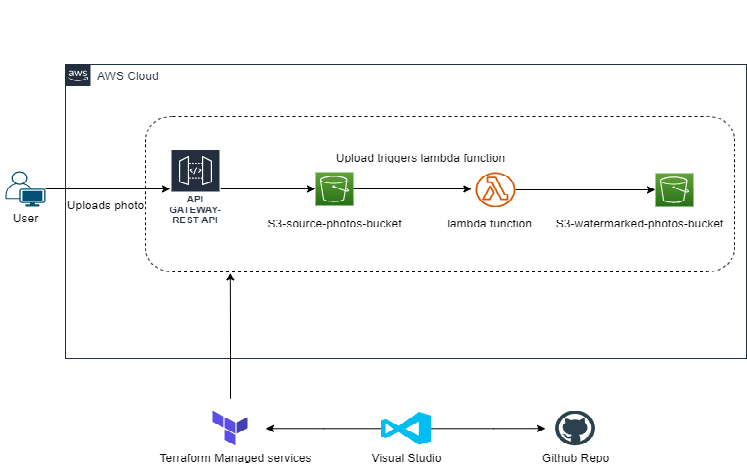 aws
AWS Cloud
Upload triggers lambda function
User
Uploads photo
API
GATEWAY-
REST API
S3-source-photos-bucket
lambda function
S3-watermarked-photos-bucket
Terraform Managed services
Visual Studio
Github Repo